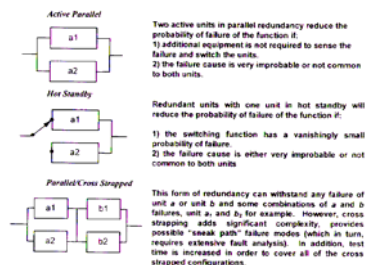 Active Parallel
a1
a2
Two active units in parallel redundancy reduce the
probability of failure of the function if:
1) additional equipment is not required to sense the
failure and switch the units.
2) the failure cause is very improbable or not common
to both units.
Hot Standby
a1
a2
Redundant units with one unit in hot standby will
reduce the probability of failure of the function if:
1) the switching function has a vanishingly small
probability of failure.
2) the failure cause is either very improbable or not
common to both units
Parallel/Cross Strapped
a1
b1
a2
b2
This form of redundancy can withstand any failure of
unit a or unit b and some combinations of a and b
failures, unit a₁ and b₂ for example. However, cross
strapping adds significant complexity, provides
possible "sneak path" failure modes (which in turn,
requires extensive fault analysis). In addition, test
time is increased in order to cover all of the cross
strapped configurations.